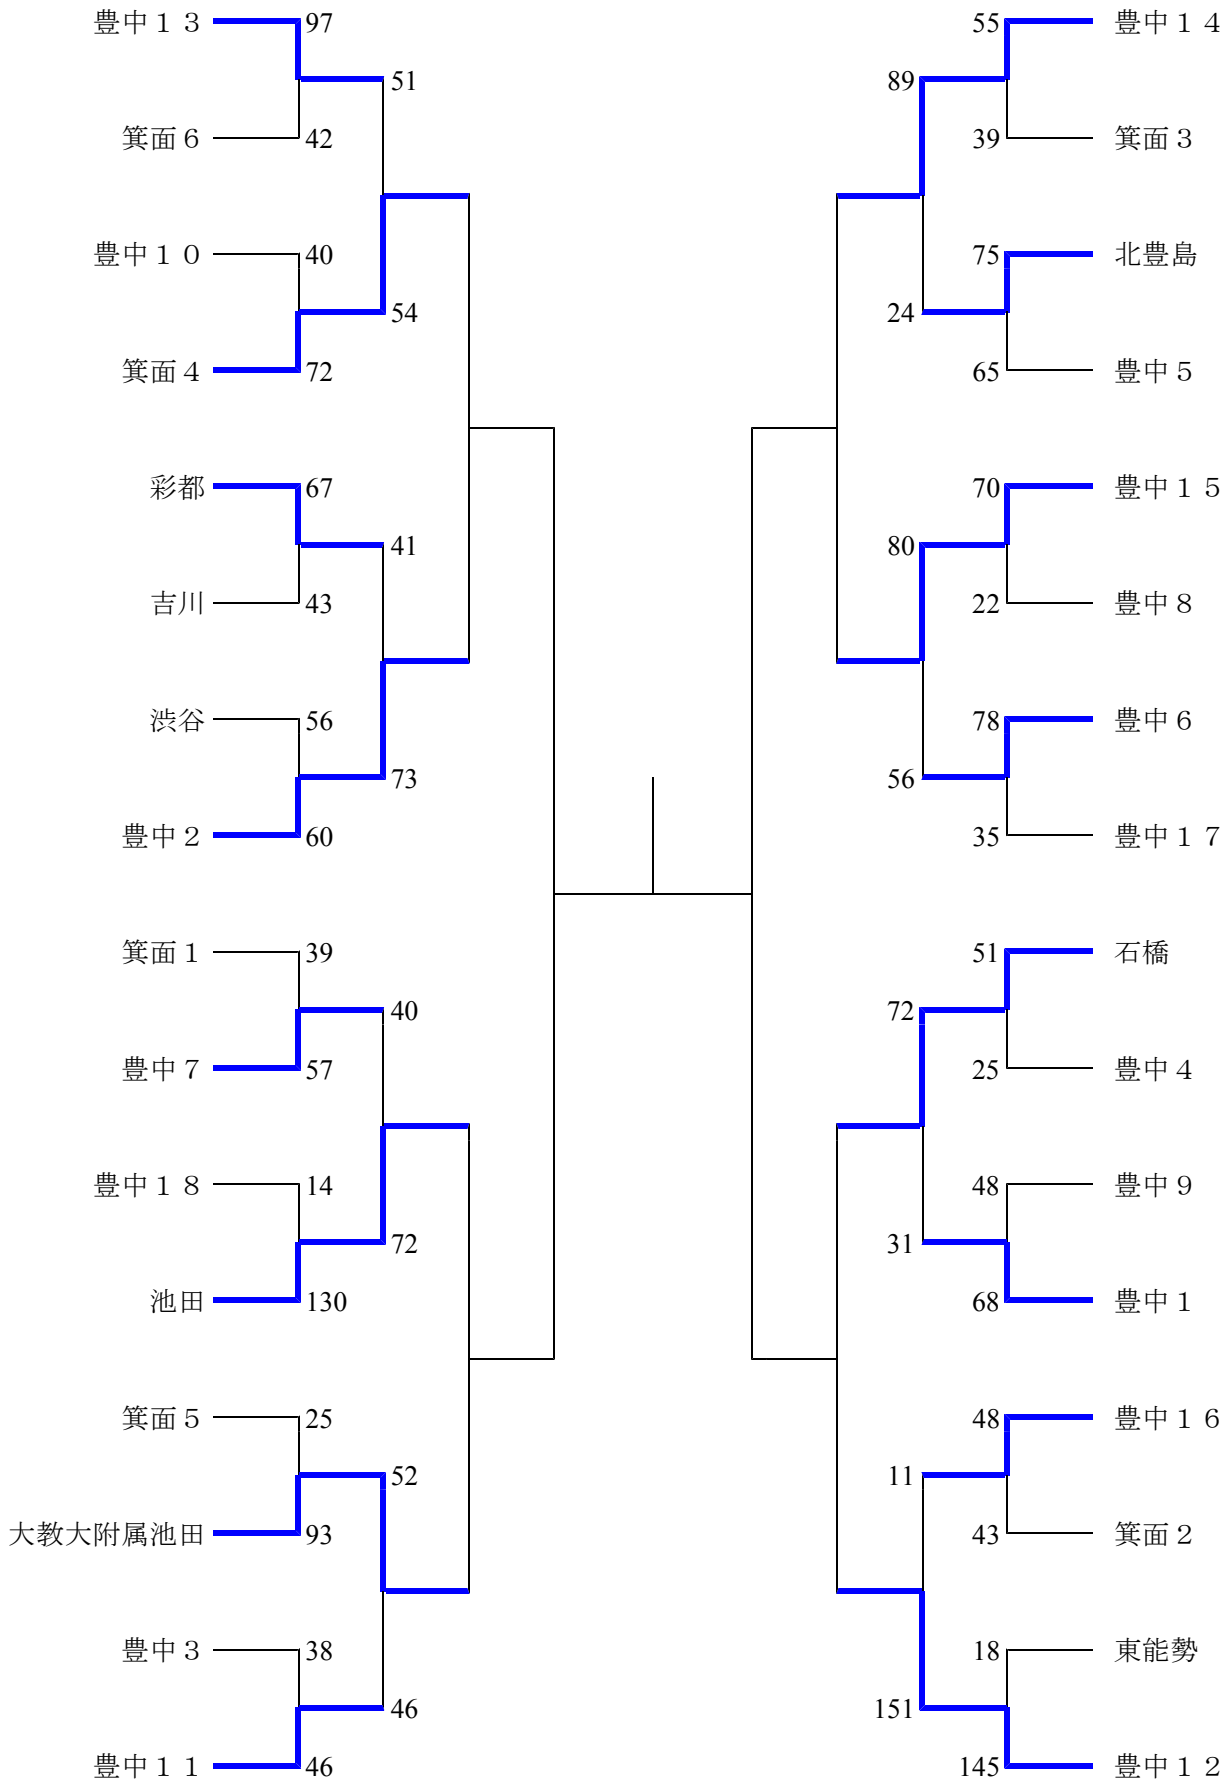 豊中１３ 97 55 豊中１４
51 89
箕面６ 42 39 箕面３
豊中１０ 40 75 北豊島
54 24
箕面４ 72 65 豊中５
彩都 67 70 豊中１５
41 80
吉川 43 22 豊中８
渋谷 56 78 豊中６
73 56
豊中２ 60 35 豊中１７
箕面１ 39 51 石橋
40 72
豊中７ 57 25 豊中４
豊中１８ 14 48 豊中９
72 31
池田 130 68 豊中１
箕面５ 25 48 豊中１６
52 11
大教大附属池田 93 43 箕面２
豊中３ 38 18 東能勢
46 151
豊中１１ 46 145 豊中１２